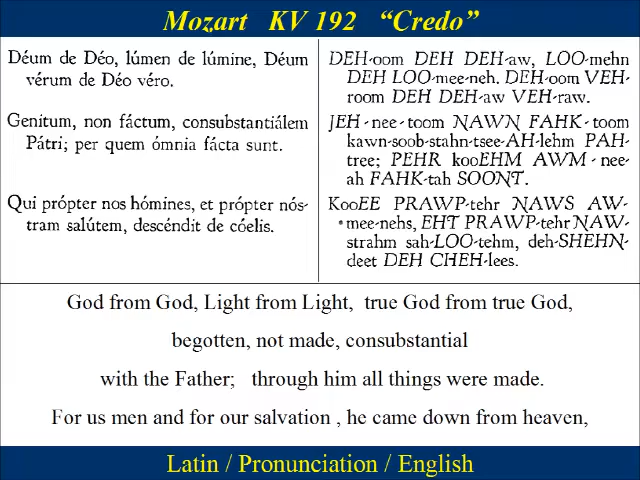 Mozart KV 192 “Credo”
Déum de Déo, lúmen de lúmine, Déum
vérum de Déo véro.
Genitum, non fáctum, consubstantiálem
Pátri; per quem ómnia fácta sunt.
Qui própter nos hómines, et própter nós-
tram salútem, descéndit de cóelis.
DEH-oom DEH DEH-aw, LOO-mehn
DEH LOO-mee-neh. DEH-oom VEH-
room DEH DEH-aw VEH-raw.
JEH-nee-toom NAWN FAHK-toom
kawn-soob-stahn-tsee-AH-lehm PAH-
tree; PEHR kooEHM AWM-nee-
ah FAHK-tah SOONT.
KooEE PRAWP-tehr NAWS AW-
mee-nehs, EHT PRAWP-tehr NAW-
strahm sah-LOO-tehm, deh-SHEHN-
deet DEH CHEH-lees.
God from God, Light from Light, true God from true God,
begotten, not made, consubstantial
with the Father; through him all things were made.
For us men and for our salvation , he came down from heaven,
Latin / Pronunciation / English